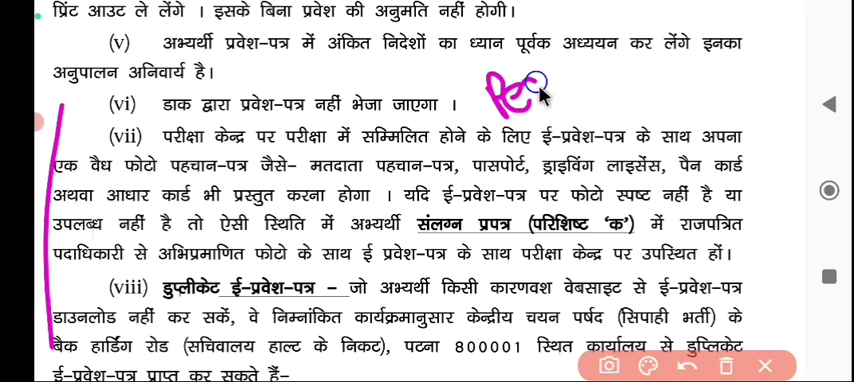 प्रिंट आउट ले लेंगे । इसके बिना प्रवेश की अनुमति नहीं होगी।
(v) अभ्यर्थी प्रवेश–पत्र में अंकित निदेशों का ध्यान पूर्वक अध्ययन कर लेंगे इनका
अनुपालन अनिवार्य है।
(vi) डाक द्वारा प्रवेश–पत्र नहीं भेजा जाएगा ।
(vii) परीक्षा केन्द्र पर परीक्षा में सम्मिलित होने के लिए ई–प्रवेश–पत्र के साथ अपना
एक वैध फोटो पहचान–पत्र जैसे– मतदाता पहचान–पत्र, पासपोर्ट, ड्राइविंग लाइसेंस, पैन कार्ड
अथवा आधार कार्ड भी प्रस्तुत करना होगा । यदि ई–प्रवेश–पत्र पर फोटो स्पष्ट नहीं है या
उपलब्ध नहीं है तो ऐसी स्थिति में अभ्यर्थी संलग्न प्रपत्र (परिशिष्ट ‘क’) में राजपत्रित
पदाधिकारी से अभिप्रमाणित फोटो के साथ ई प्रवेश–पत्र के साथ परीक्षा केन्द्र पर उपस्थित हों।
(viii) डुप्लीकेट ई–प्रवेश–पत्र – जो अभ्यर्थी किसी कारणवश वेबसाइट से ई–प्रवेश–पत्र
डाउनलोड नहीं कर सकें, वे निम्नांकित कार्यक्रमानुसार केन्द्रीय चयन पर्षद (सिपाही भर्ती) के
बैक हार्डिंग रोड (सचिवालय हाल्ट के निकट), पटना 800001 स्थित कार्यालय से डुप्लिकेट
ई–प्रवेश–पत्र प्राप्त कर सकते हैं–